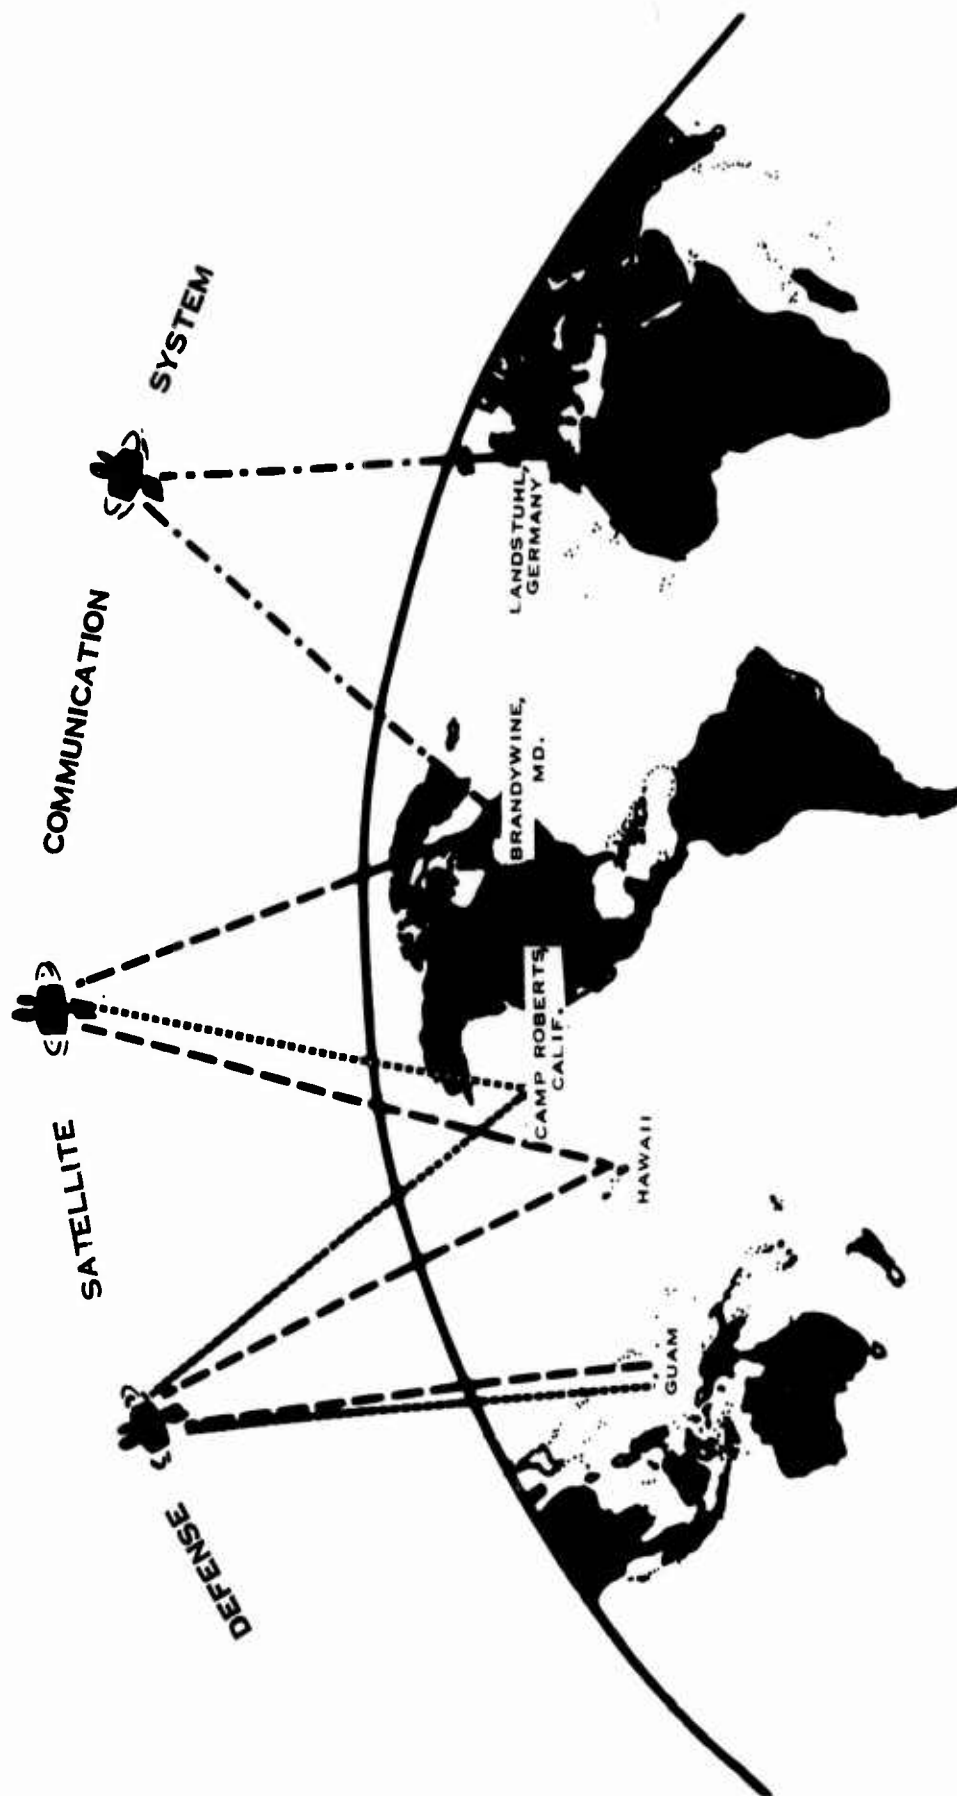 DEFENSE
SATELLITE
COMMUNICATION
SYSTEM
GUAM
HAWAII
CAMP ROBERTS,
CALIF.
BRANDYWINE,
MD.
LANDSTUHL,
GERMANY